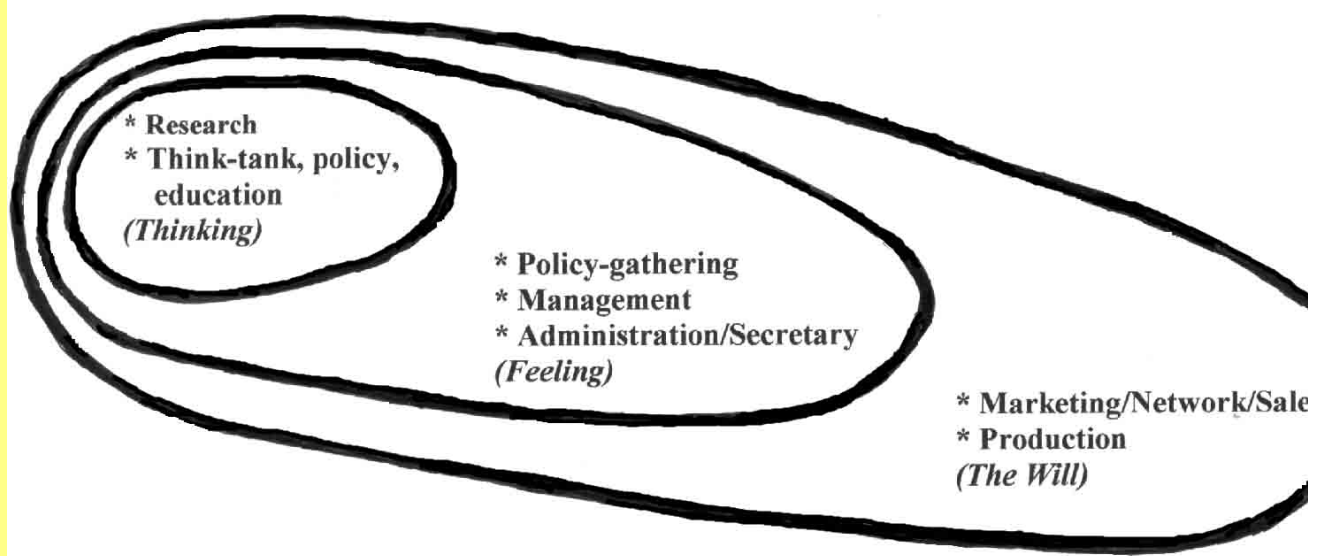 * Research
* Think-tank, policy,
education
(Thinking)
* Policy-gathering
* Management
* Administration/Secretary
(Feeling)
* Marketing/Network/Sale
* Production
(The Will)